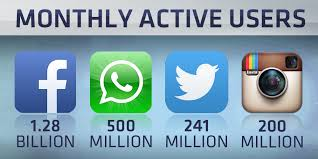 MONTHLY ACTIVE USERS
f
1.28 500 241 200
BILLION MILLION MILLION MILLION